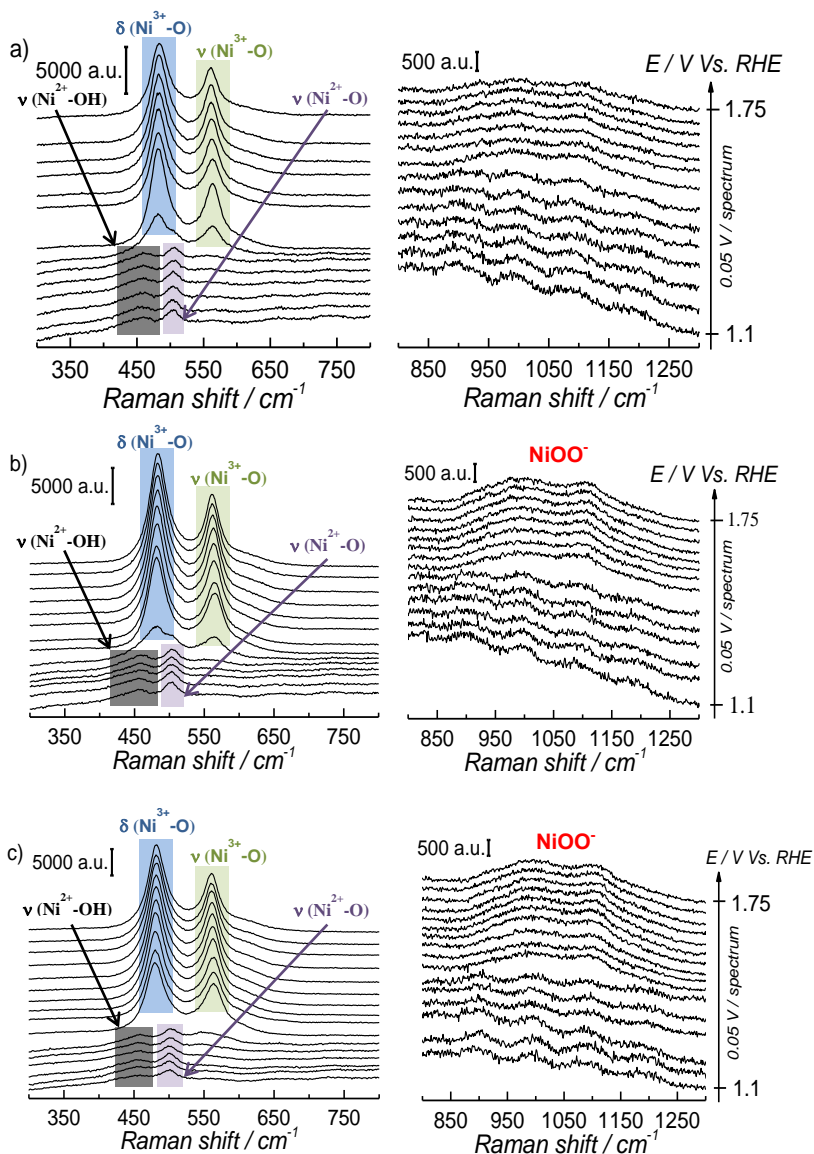 a)
δ (Ni³⁺-O)
5000 a.u.
ν (Ni³⁺-O)
ν (Ni²⁺-OH)
ν (Ni²⁺-O)
350 450 550 650 750
Raman shift / cm⁻¹
500 a.u.
E / V Vs. RHE
1.75
0.05 V / spectrum
1.1
850 950 1050 1150 1250
Raman shift / cm⁻¹
b)
δ (Ni³⁺-O)
5000 a.u.
ν (Ni³⁺-O)
ν (Ni²⁺-OH)
ν (Ni²⁺-O)
350 450 550 650 750
Raman shift / cm⁻¹
NiOO⁻
500 a.u.
E / V Vs. RHE
1.75
0.05 V / spectrum
1.1
850 950 1050 1150 1250
Raman shift / cm⁻¹
c)
δ (Ni³⁺-O)
5000 a.u.
ν (Ni³⁺-O)
ν (Ni²⁺-OH)
ν (Ni²⁺-O)
350 450 550 650 750
Raman shift / cm⁻¹
NiOO⁻
500 a.u.
E / V Vs. RHE
1.75
0.05 V / spectrum
1.1
850 950 1050 1150 1250
Raman shift / cm⁻¹